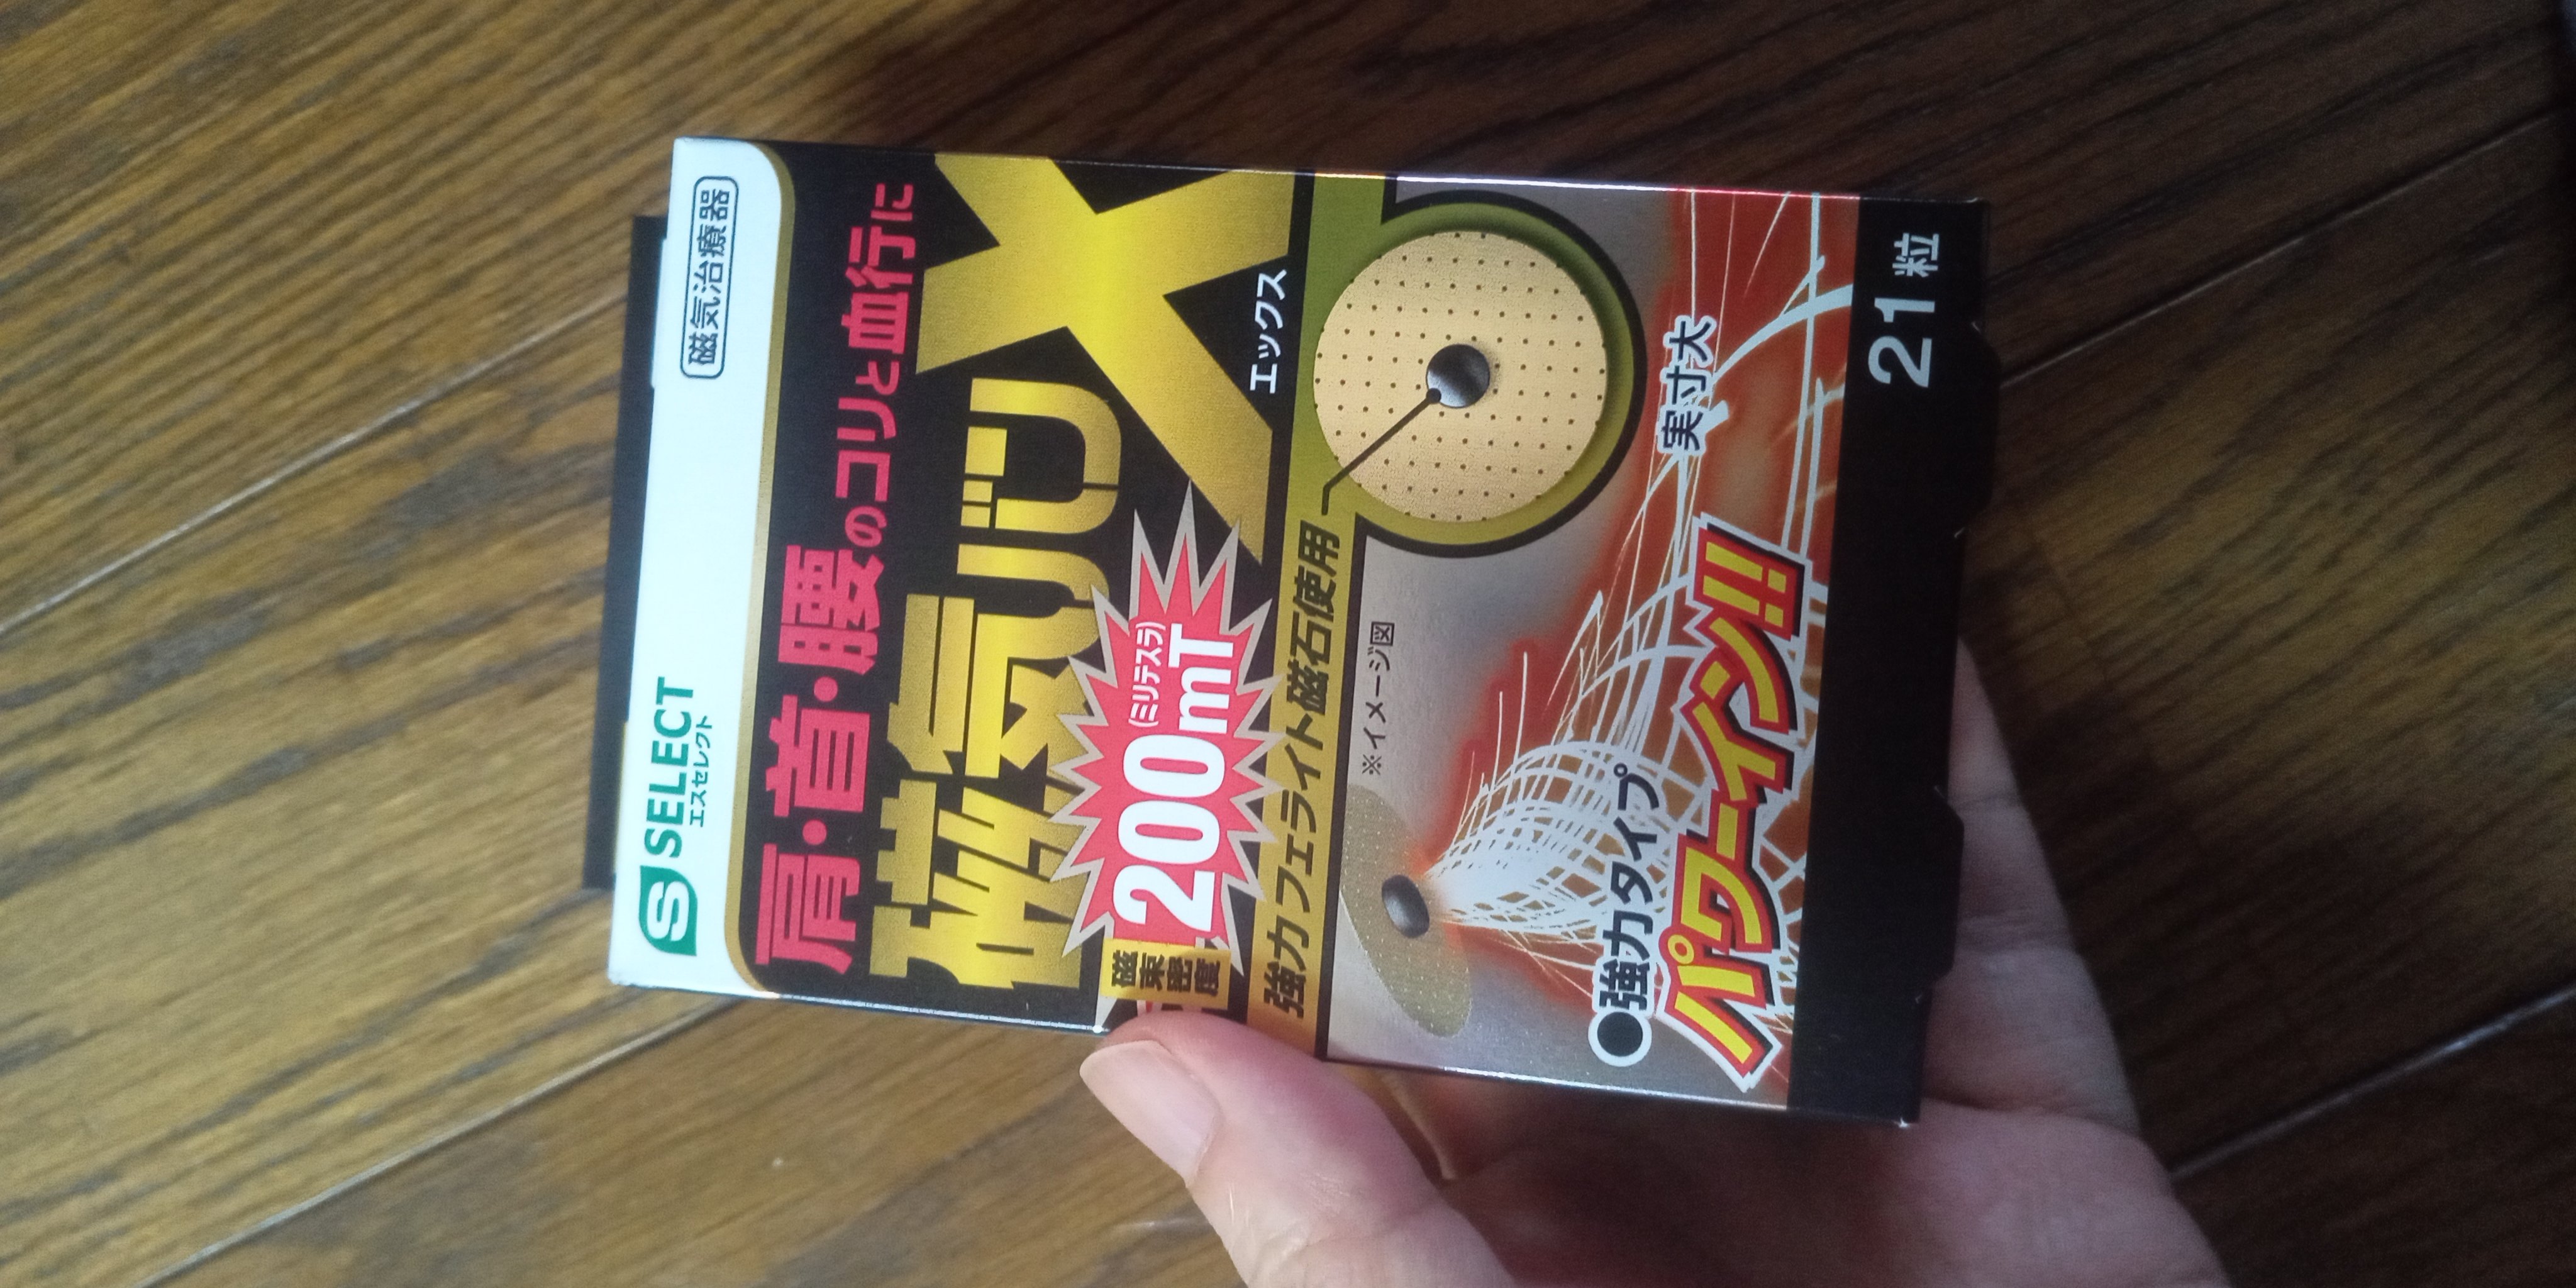 S SELECT
エスセレクト
磁気治療器
肩・首・腰のコリと血行に
磁気バンX
エックス
磁束密度
200mT
(ミリテスラ)
強力フェライト磁石使用
※イメージ図
実寸大
●強力タイプ
パワーイン!!
21粒